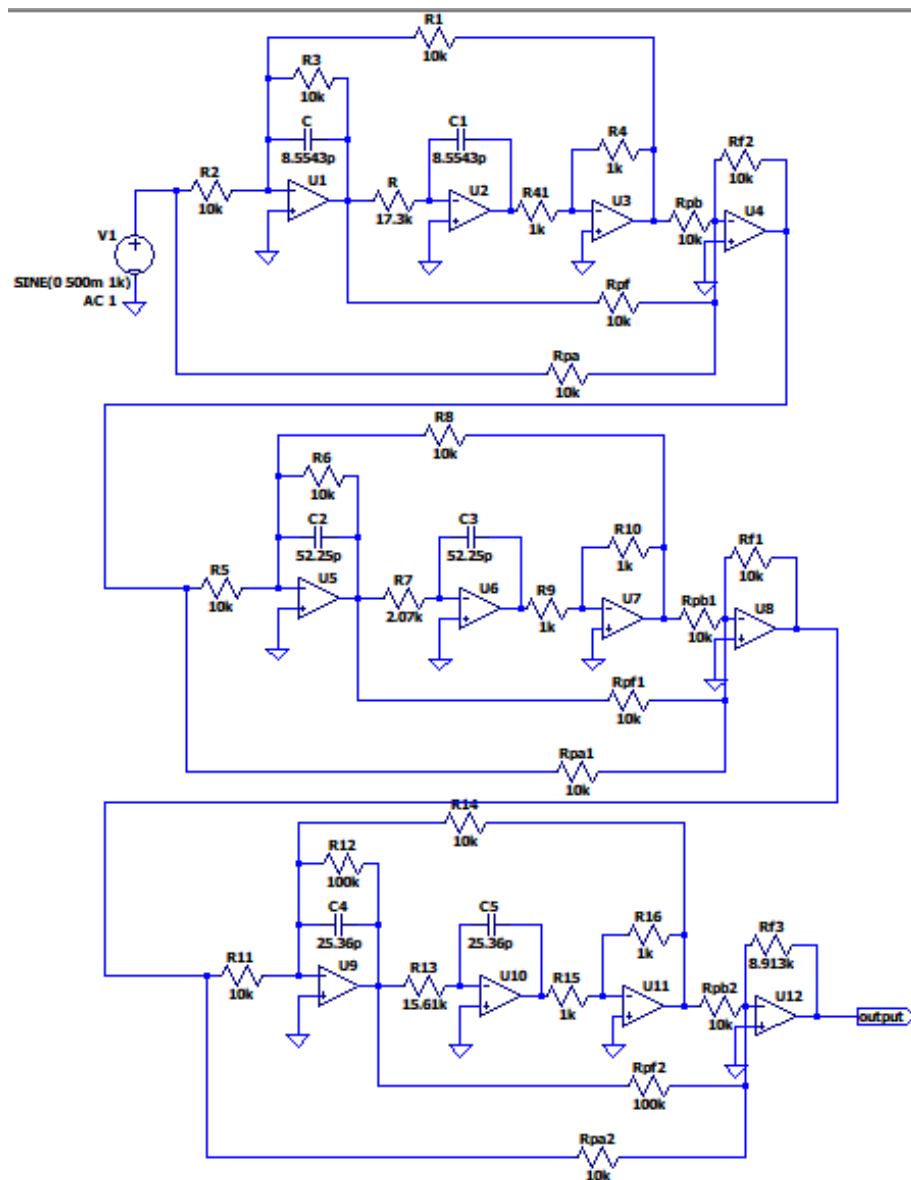 R1
10k
R3
10k
C
8.5543p
C1
8.5543p
R4
1k
Rf2
10k
R2
10k
U1
R
17.3k
U2
R41
1k
U3
Rpb
10k
U4
V1
SINE(0 500m 1k)
AC 1
Rpf
10k
Rpa
10k
R8
10k
R6
10k
C2
52.25p
C3
52.25p
R10
1k
Rf1
10k
R5
10k
U5
R7
2.07k
U6
R9
1k
U7
Rpb1
10k
U8
Rpf1
10k
Rpa1
10k
R14
10k
R12
100k
C4
25.36p
C5
25.36p
R16
1k
Rf3
8.913k
R11
10k
U9
R13
15.61k
U10
R15
1k
U11
Rpb2
10k
U12
output
Rpf2
100k
Rpa2
10k